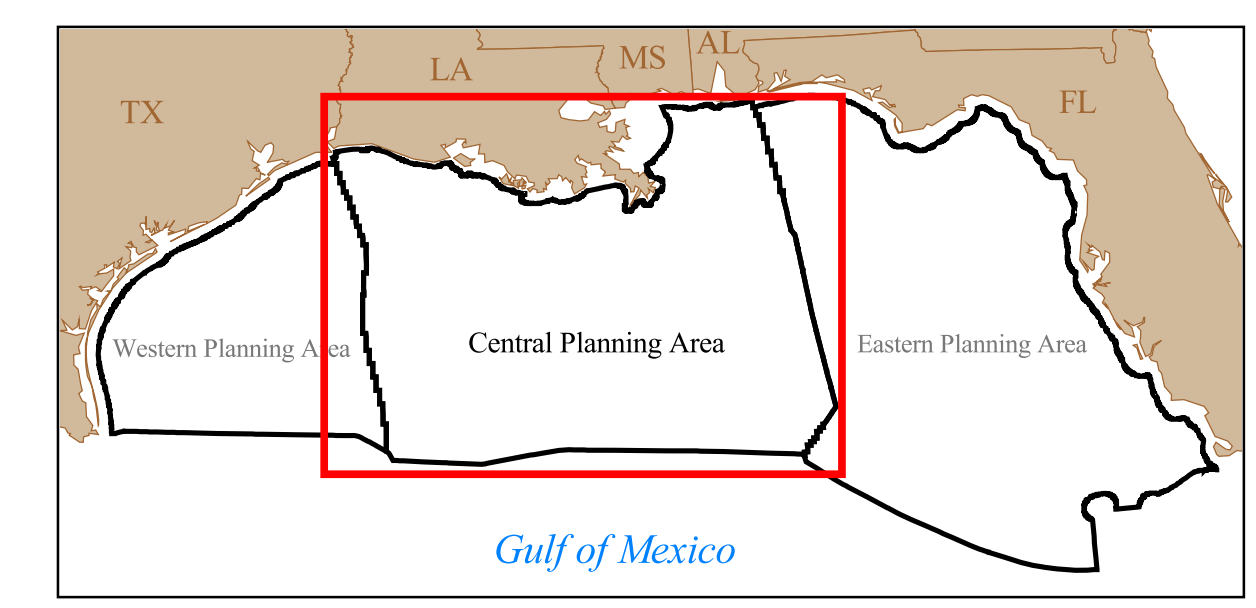 AL
MS
LA
FL
TX
Western Planning Area
Central Planning Area
Eastern Planning Area
Gulf of Mexico